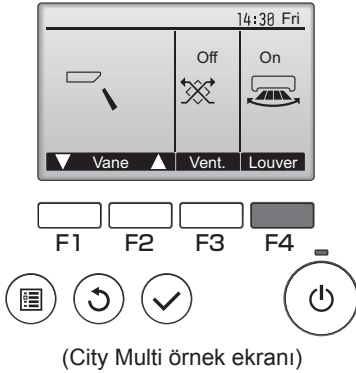 14:30 Fri
Off On
Vane Vent. Louver
F1 F2 F3 F4
(City Multi örnek ekranı)